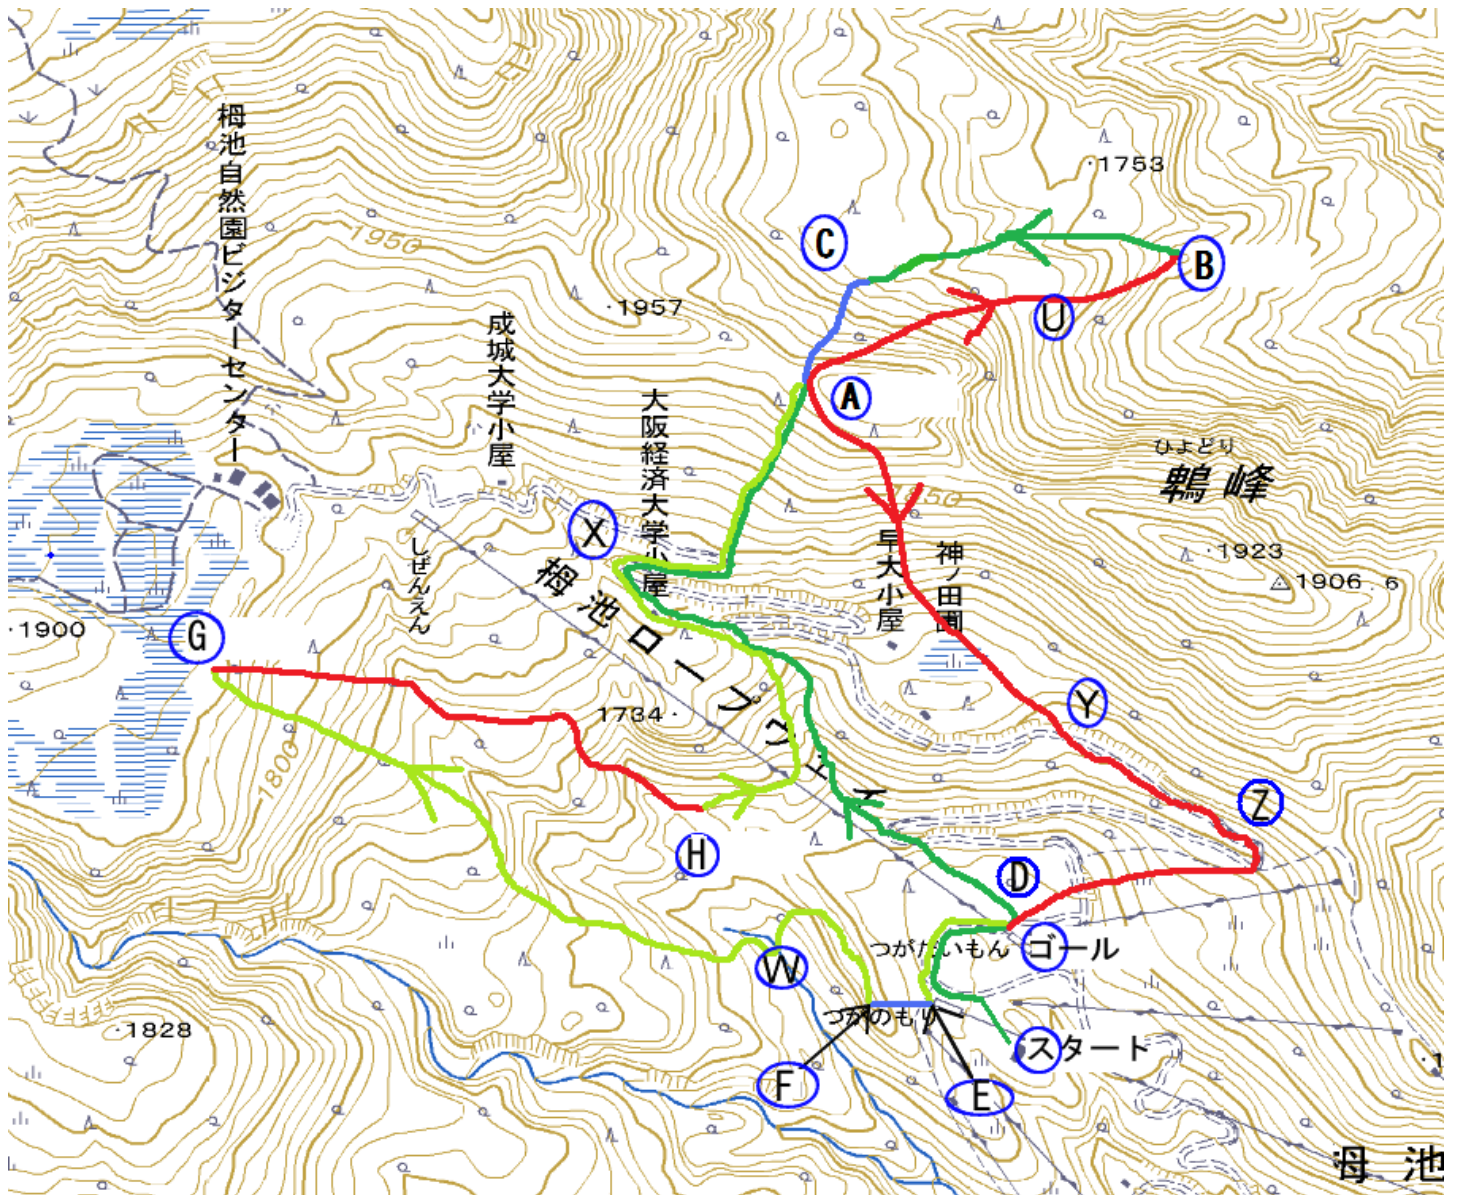 栂池自然園ビジターセンター
1753
1950
C
B
1957
U
成城大学小屋
大阪経済大学小屋
A
ひよどり
鵯峰
1850
X
早大小屋
神ノ田圃
1923
1906.6
しぜんえん
栂池ロープウェイ
1900
G
1734
Y
1800
Z
H
D
つがだいもん
ゴール
W
つがのもり
1828
スタート
F
E
栂池